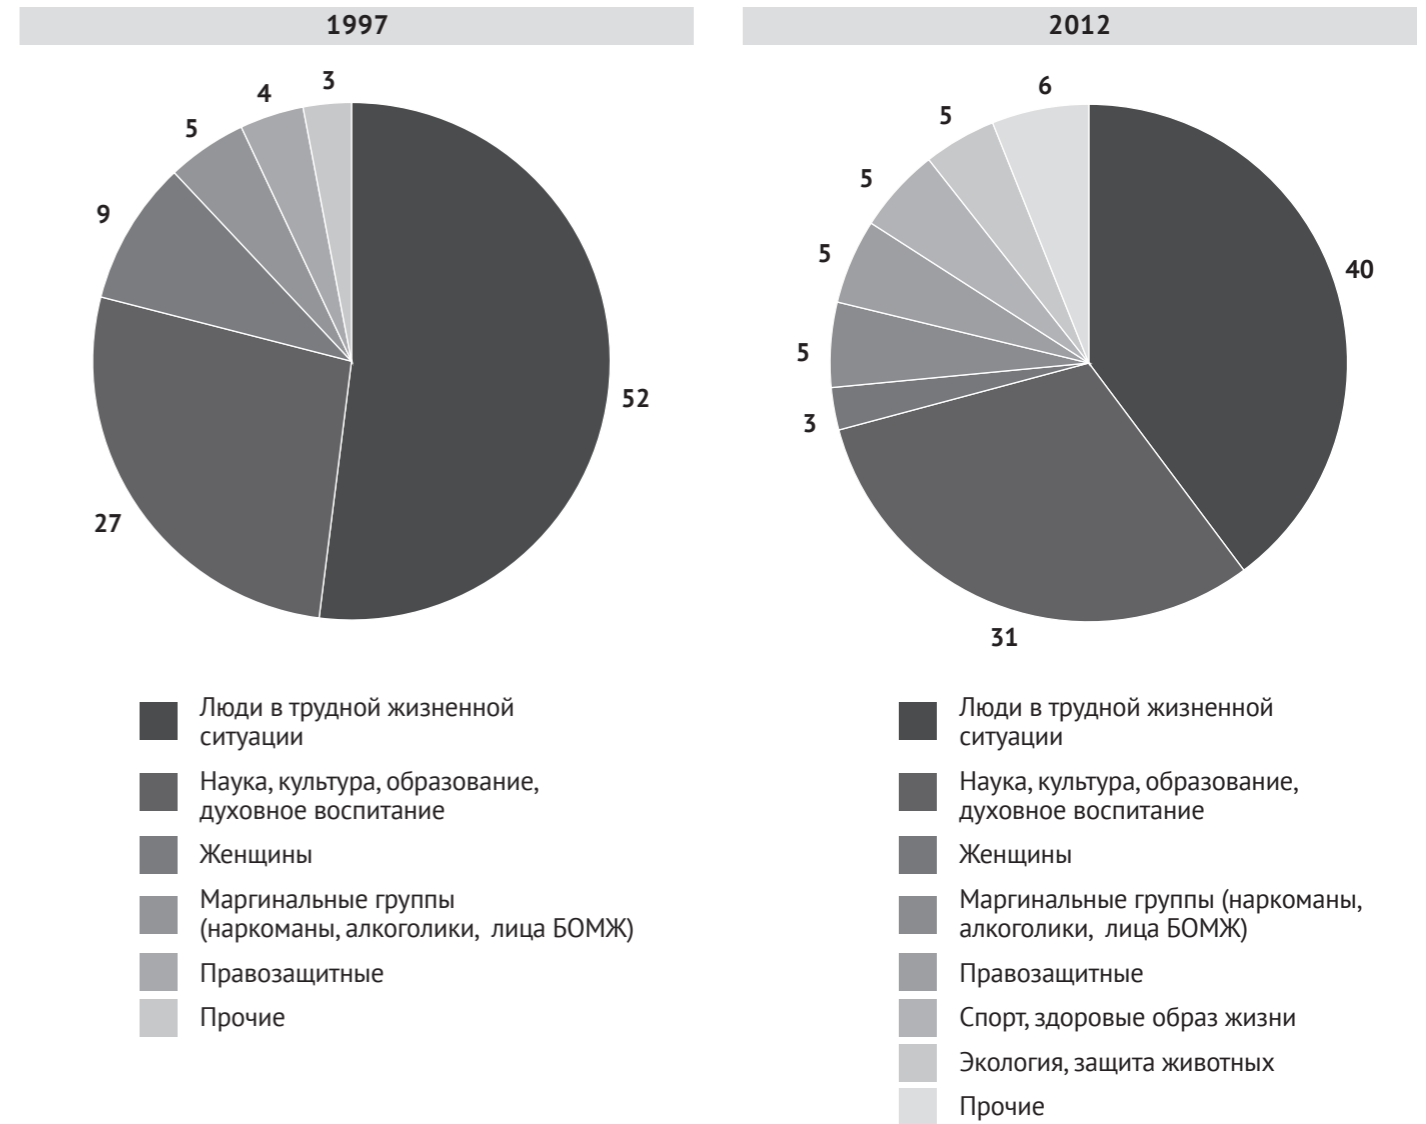 1997
3
4
5
9
52
27
Люди в трудной жизненной
ситуации
Наука, культура, образование,
духовное воспитание
Женщины
Маргинальные группы
(наркоманы, алкоголики, лица БОМЖ)
Правозащитные
Прочие
2012
6
5
5
5
5
3
40
31
Люди в трудной жизненной
ситуации
Наука, культура, образование,
духовное воспитание
Женщины
Маргинальные группы (наркоманы,
алкоголики, лица БОМЖ)
Правозащитные
Спорт, здоровые образ жизни
Экология, защита животных
Прочие